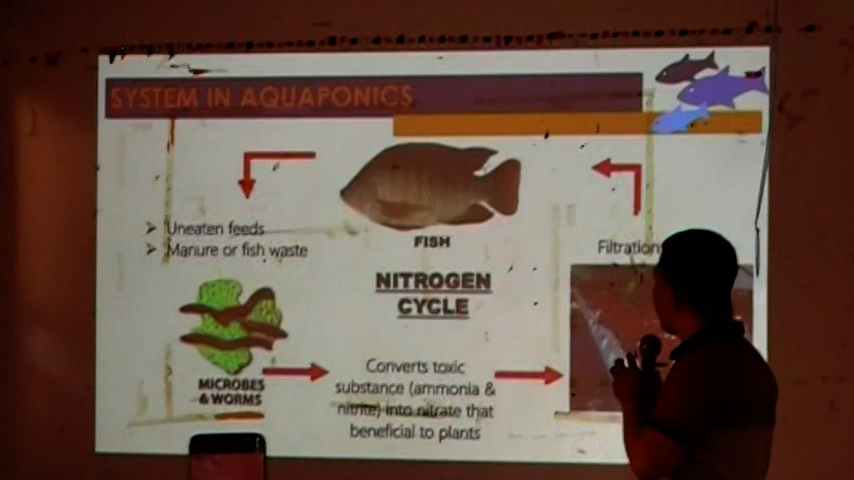 SYSTEM IN AQUAPONICS
➢ Uneaten feeds
➢ Manure or fish waste
FISH
Filtration
NITROGEN
CYCLE
MICROBES
& WORMS
Converts toxic
substance (ammonia &
nitrite) into nitrate that
beneficial to plants